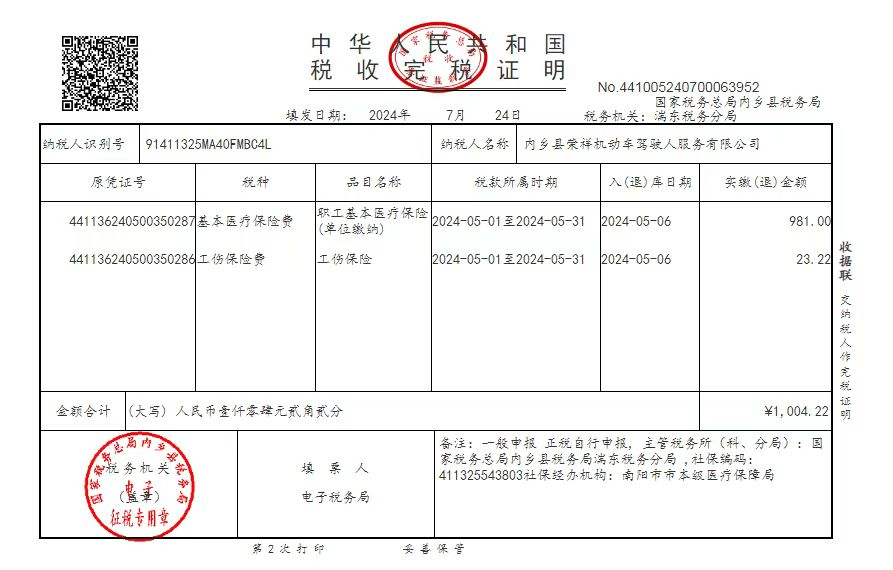 中华人民共和国
税收完税证明
No.441005240700063952
国家税务总局内乡县税务局
填发日期： 2024年 7月 24日 税务机关：湍东税务分局
纳税人识别号 91411325MA40FMBC4L 纳税人名称 内乡县荣祥机动车驾驶人服务有限公司
原凭证号 税种 品目名称 税款所属时期 入(退)库日期 实缴(退)金额
441136240500350287 基本医疗保险费 职工基本医疗保险(单位缴纳) 2024-05-01至2024-05-31 2024-05-06 981.00
441136240500350286 工伤保险费 工伤保险 2024-05-01至2024-05-31 2024-05-06 23.22
金额合计 (大写) 人民币壹仟零肆元贰角贰分 ¥1,004.22
税务机关
(盖章)
国家税务总局内乡县税务局
电子
征税专用章
填票人
电子税务局
备注：一般申报 正税自行申报，主管税务所（科、分局）：国
家税务总局内乡县税务局湍东税务分局 ,社保编码：
411325543803社保经办机构：南阳市市本级医疗保障局
第2次打印 妥善保管
收据联
交纳税人作完税证明